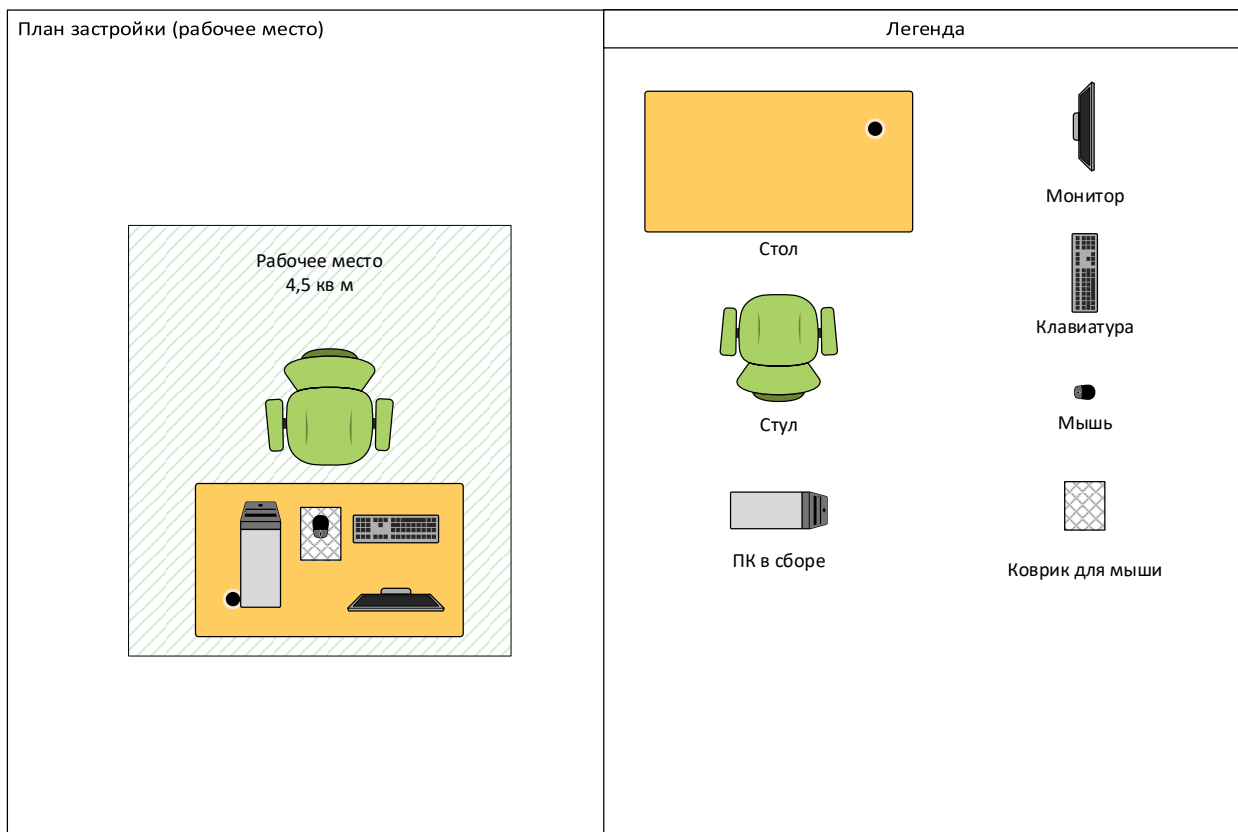 План застройки (рабочее место)
Рабочее место
4,5 кв м
Легенда
Стол
Монитор
Клавиатура
Стул
Мышь
ПК в сборе
Коврик для мыши